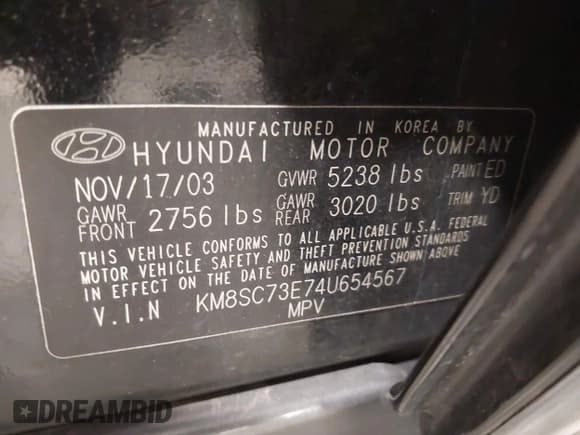 MANUFACTURED IN KOREA BY
HYUNDAI MOTOR COMPANY
NOV/17/03 GVWR 5238 lbs PAINT ED
GAWR FRONT 2756 lbs GAWR REAR 3020 lbs TRIM YD
THIS VEHICLE CONFORMS TO ALL APPLICABLE U.S.A. FEDERAL
MOTOR VEHICLE SAFETY AND THEFT PREVENTION STANDARDS
IN EFFECT ON THE DATE OF MANUFACTURE SHOWN ABOVE
V.I.N KM8SC73E74U654567
MPV
DREAMBID